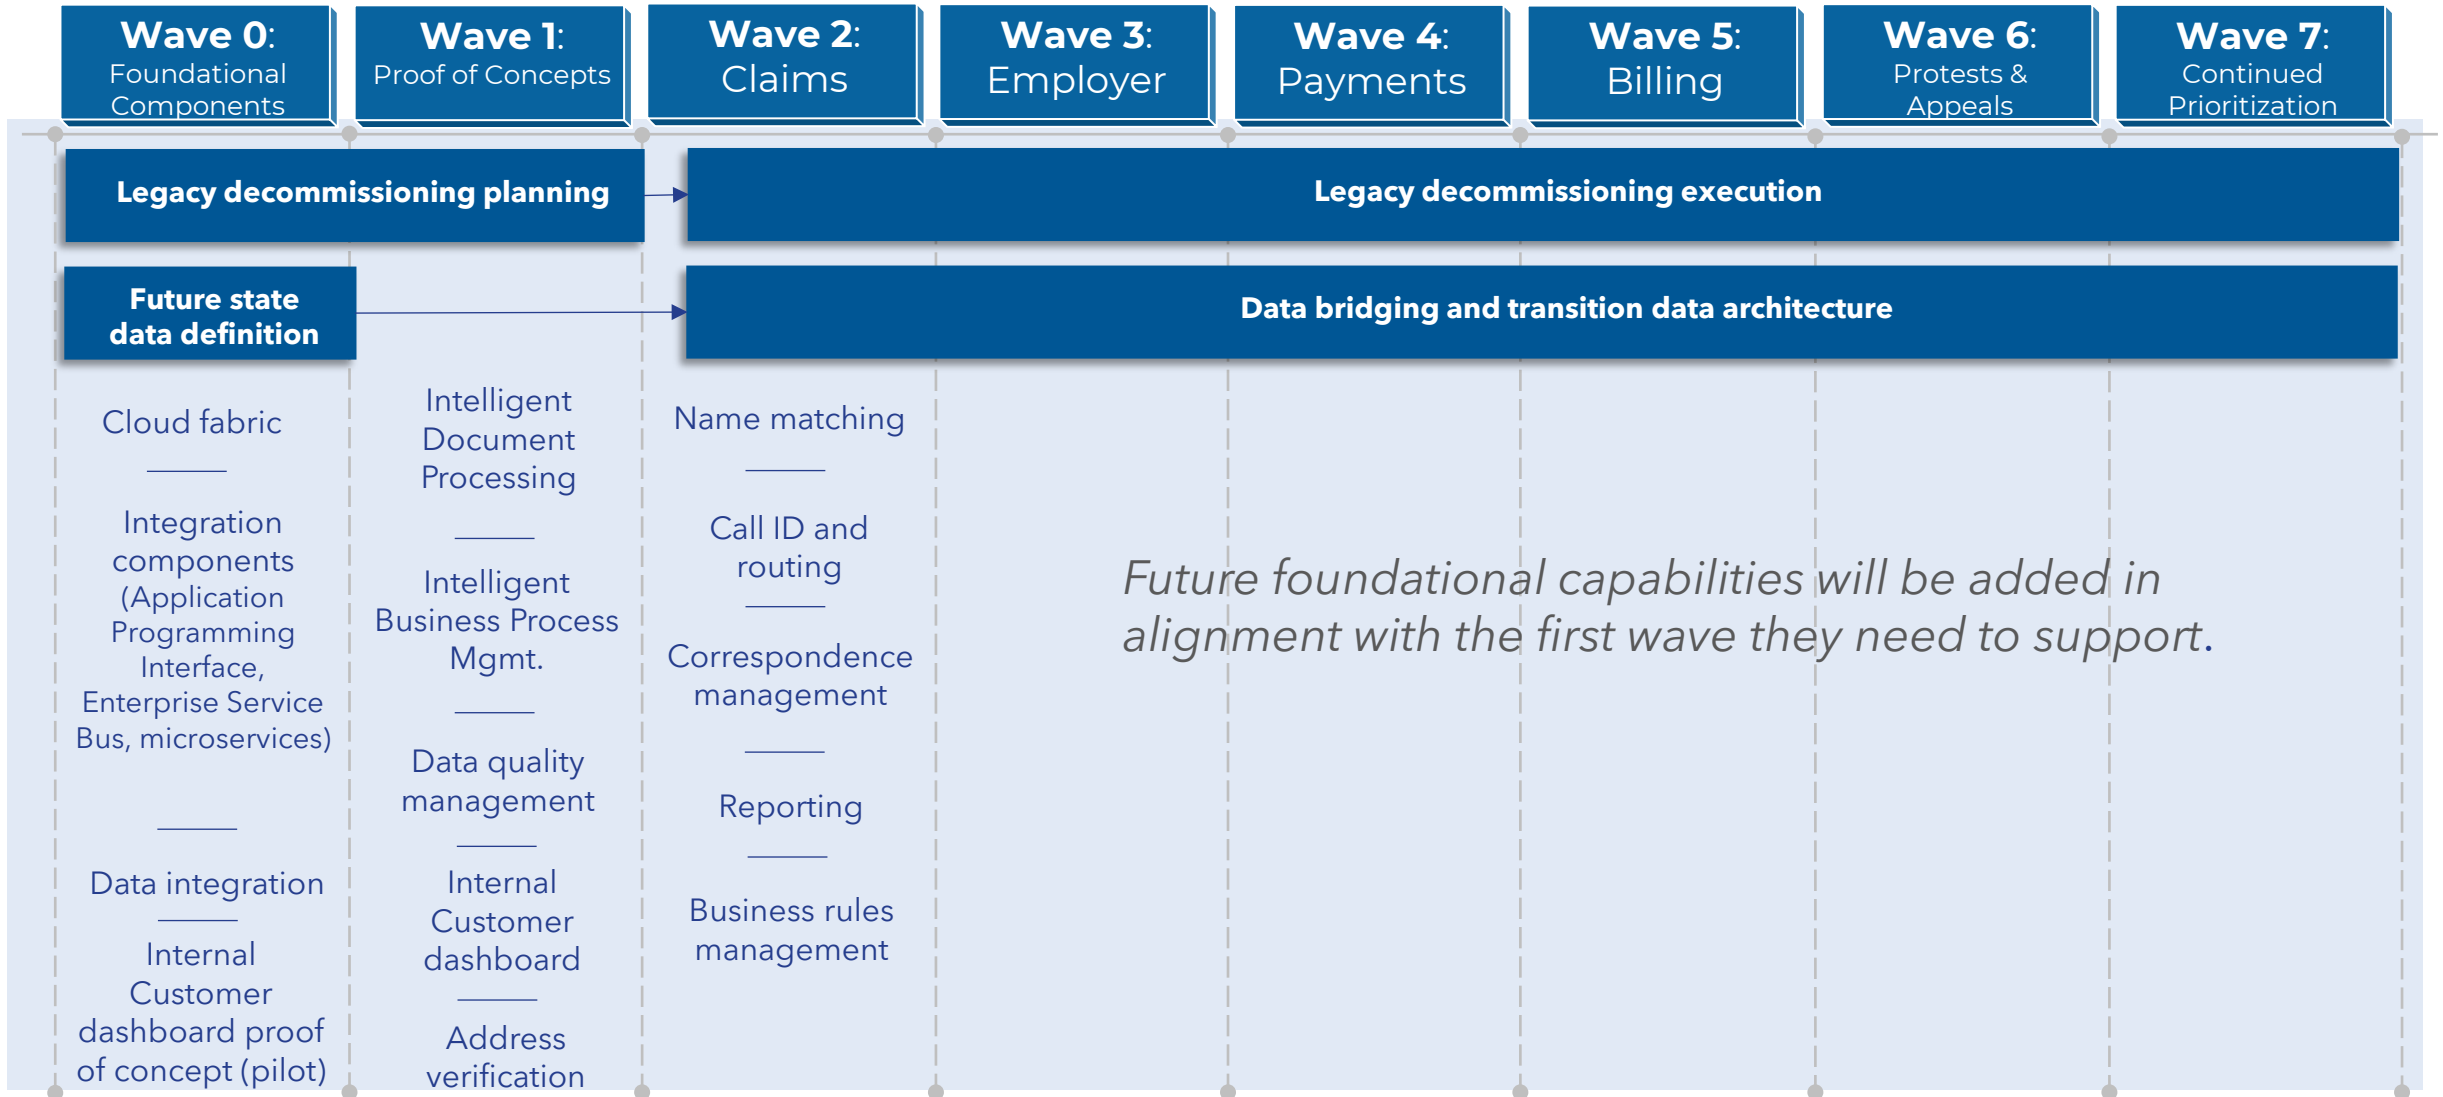 Wave 0:
Foundational
Components
Wave 1:
Proof of Concepts
Wave 2:
Claims
Wave 3:
Employer
Wave 4:
Payments
Wave 5:
Billing
Wave 6:
Protests &
Appeals
Wave 7:
Continued
Prioritization
Legacy decommissioning planning
Legacy decommissioning execution
Future state
data definition
Data bridging and transition data architecture
Cloud fabric
Integration
components
(Application
Programming
Interface,
Enterprise Service
Bus, microservices)
Data integration
Internal
Customer
dashboard proof
of concept (pilot)
Intelligent
Document
Processing
Intelligent
Business Process
Mgmt.
Data quality
management
Internal
Customer
dashboard
Address
verification
Name matching
Call ID and
routing
Correspondence
management
Reporting
Business rules
management
Future foundational capabilities will be added in
alignment with the first wave they need to support.